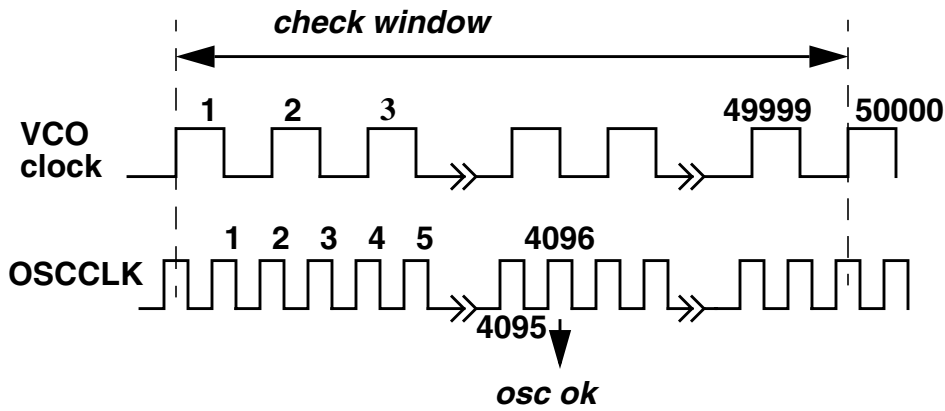 check window
1 2 3 49999 50000
VCO
clock
1 2 3 4 5 4096
OSCCLK
4095
osc ok